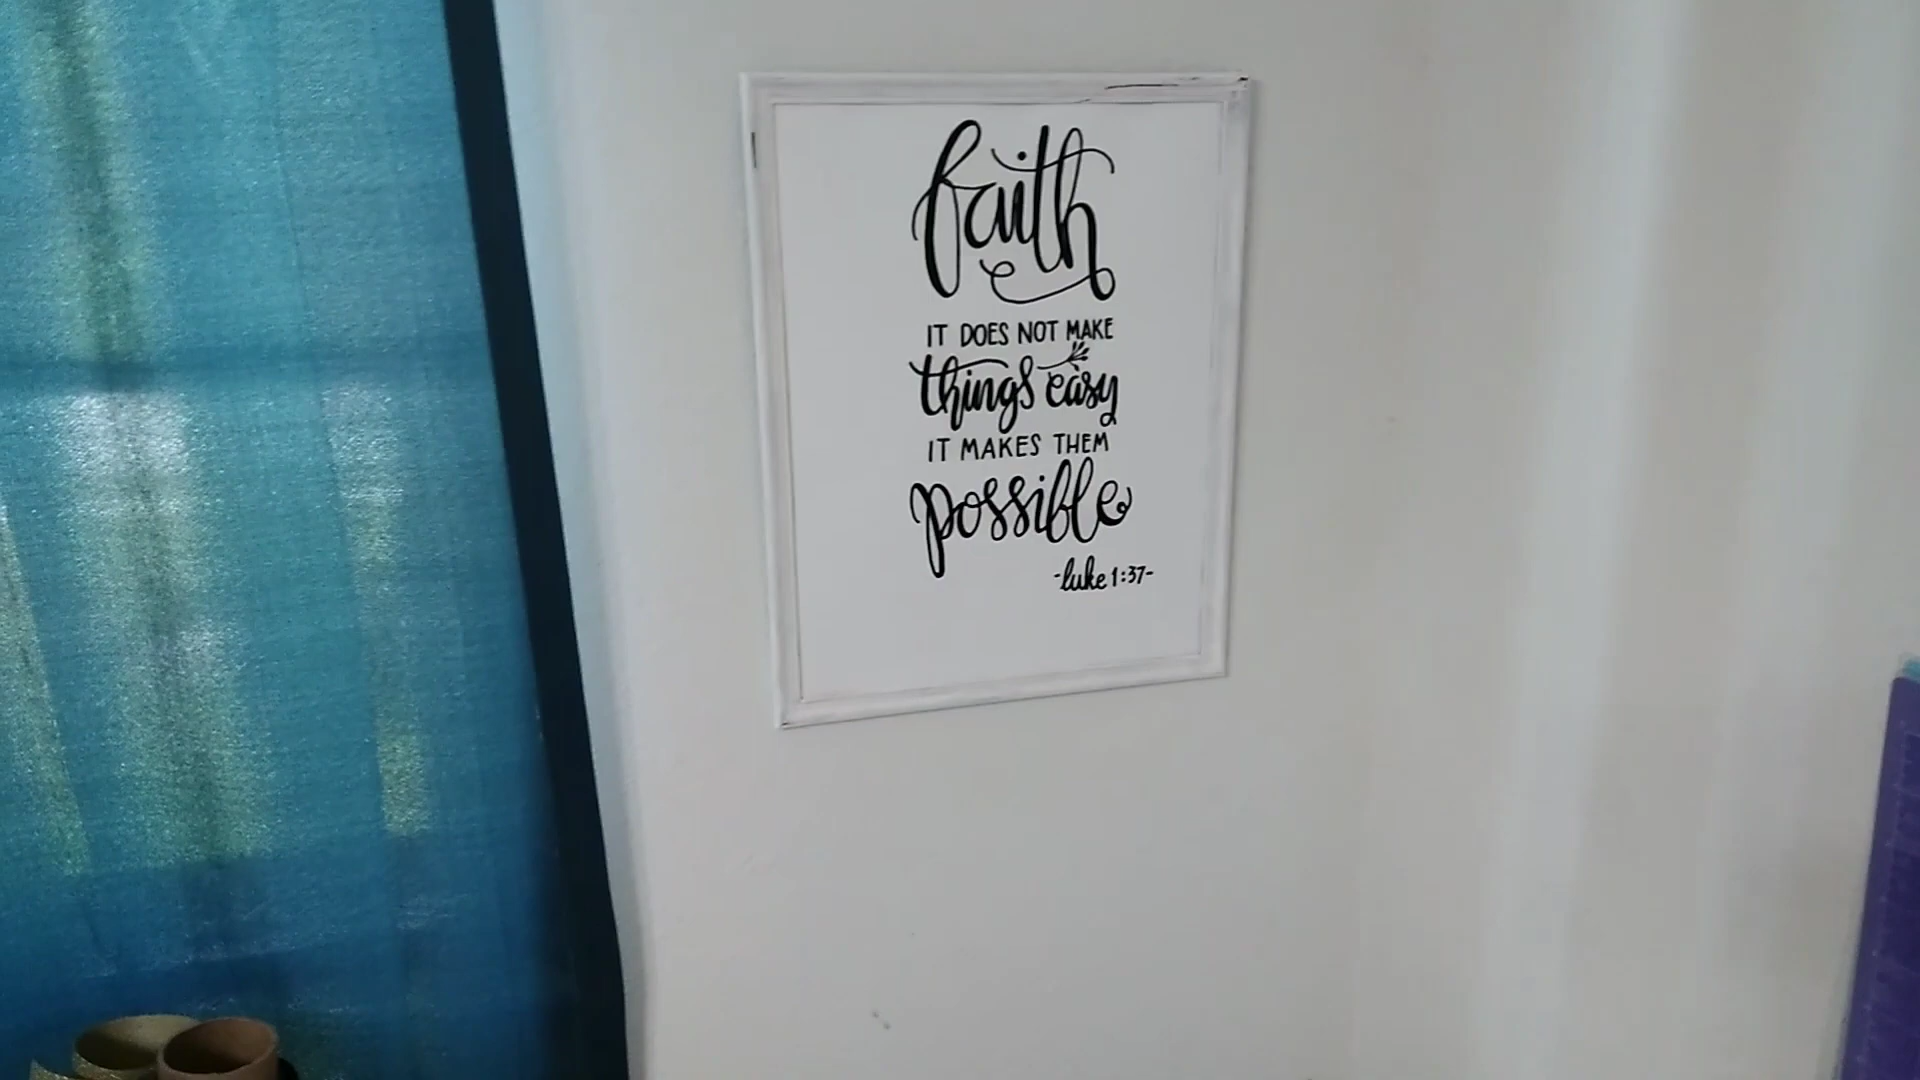 faith
IT DOES NOT MAKE
things easy
IT MAKES THEM
possible
-luke 1:37-